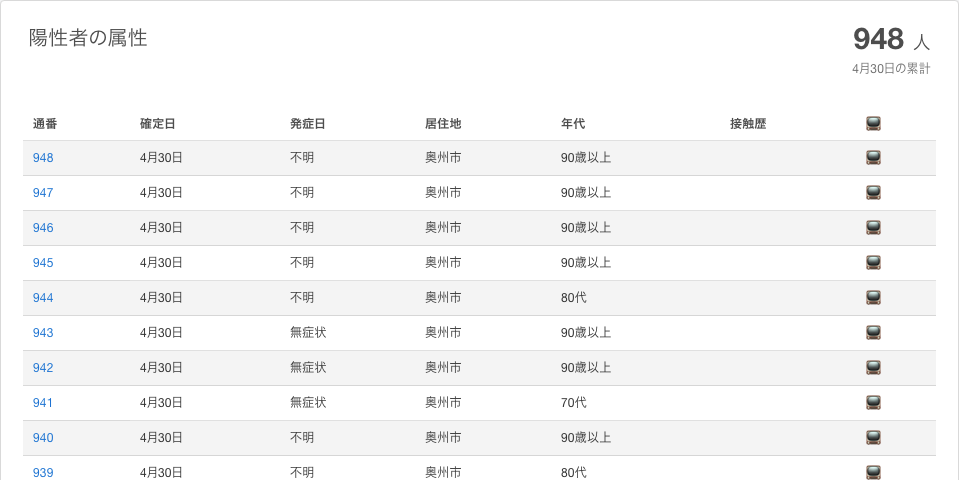 陽性者の属性
948 人
4月30日の累計
通番 確定日 発症日 居住地 年代 接触歴
948 4月30日 不明 奥州市 90歳以上
947 4月30日 不明 奥州市 90歳以上
946 4月30日 不明 奥州市 90歳以上
945 4月30日 不明 奥州市 90歳以上
944 4月30日 不明 奥州市 80代
943 4月30日 無症状 奥州市 90歳以上
942 4月30日 無症状 奥州市 90歳以上
941 4月30日 無症状 奥州市 70代
940 4月30日 不明 奥州市 90歳以上
939 4月30日 不明 奥州市 80代